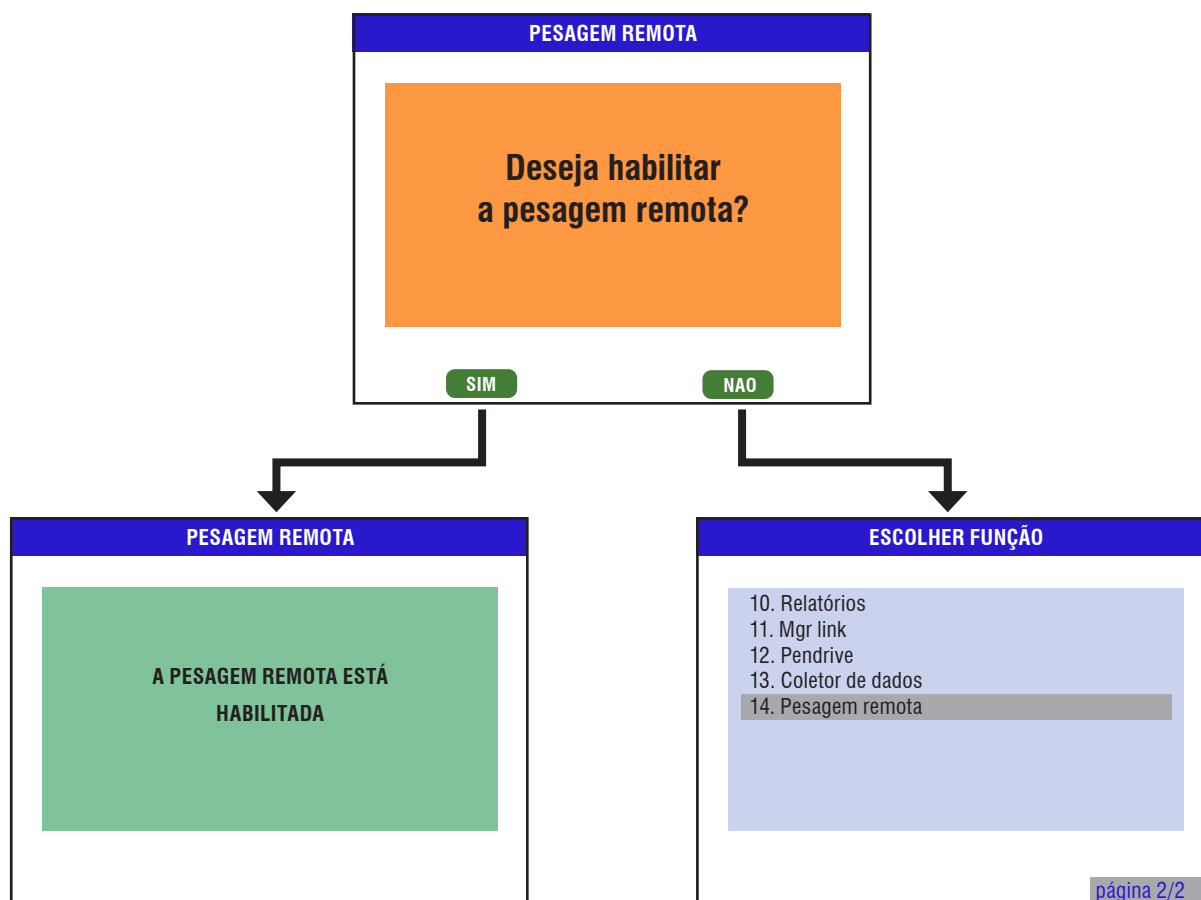 PESAGEM REMOTA
Deseja habilitar
a pesagem remota?
SIM
NAO
PESAGEM REMOTA
A PESAGEM REMOTA ESTÁ
HABILITADA
ESCOLHER FUNÇÃO
10. Relatórios
11. Mgr link
12. Pendrive
13. Coletor de dados
14. Pesagem remota
página 2/2